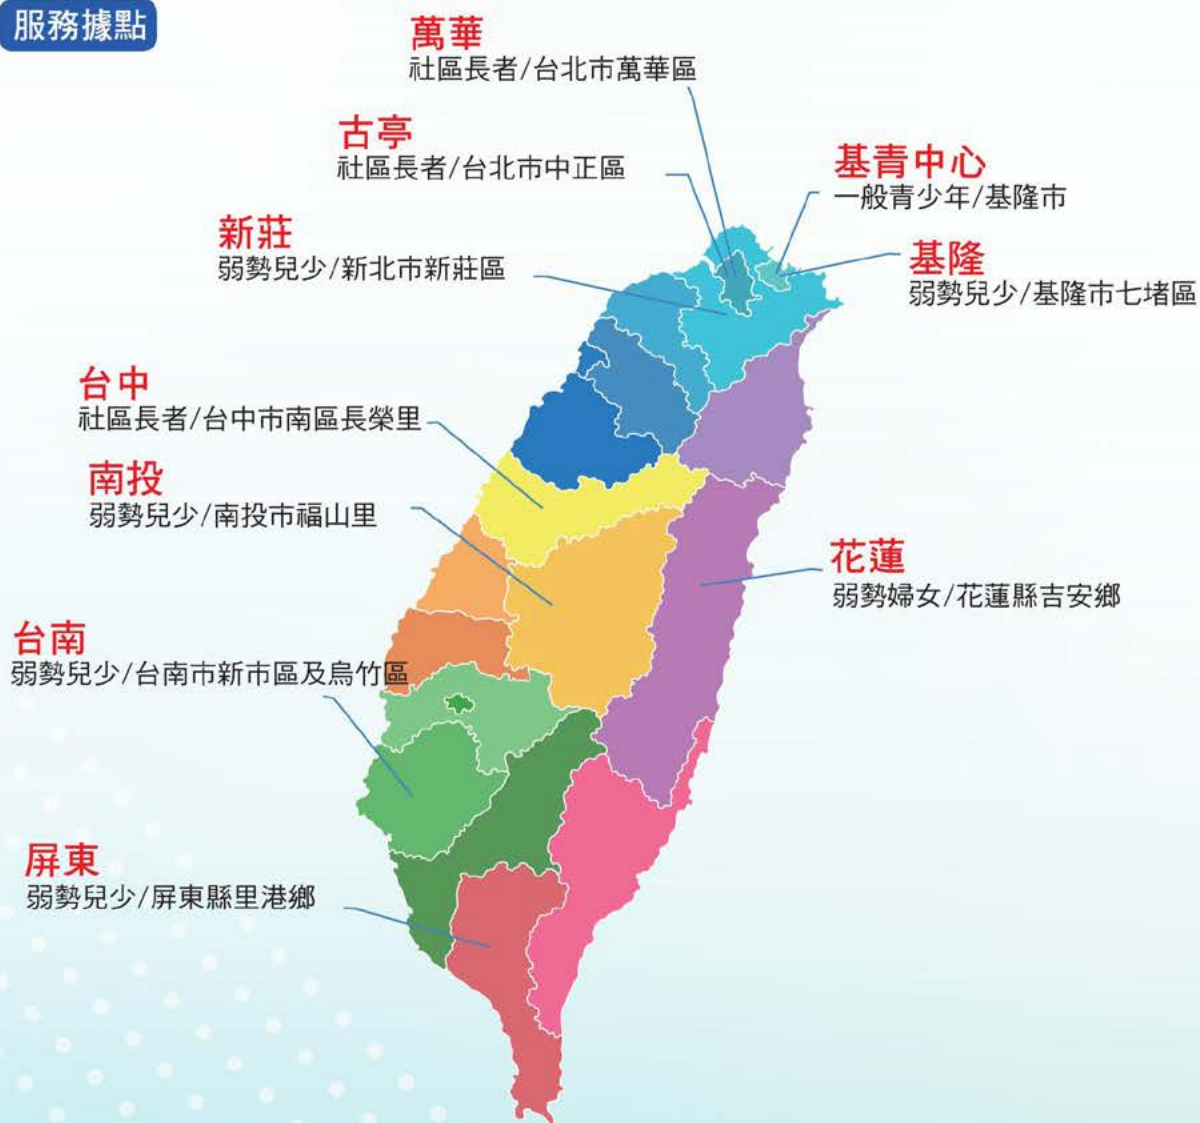 服務據點
萬華
社區長者/台北市萬華區
古亭
社區長者/台北市中正區
基青中心
一般青少年/基隆市
新莊
弱勢兒少/新北市新莊區
基隆
弱勢兒少/基隆市七堵區
台中
社區長者/台中市南區長榮里
南投
弱勢兒少/南投市福山里
花蓮
弱勢婦女/花蓮縣吉安鄉
台南
弱勢兒少/台南市新市區及烏竹區
屏東
弱勢兒少/屏東縣里港鄉